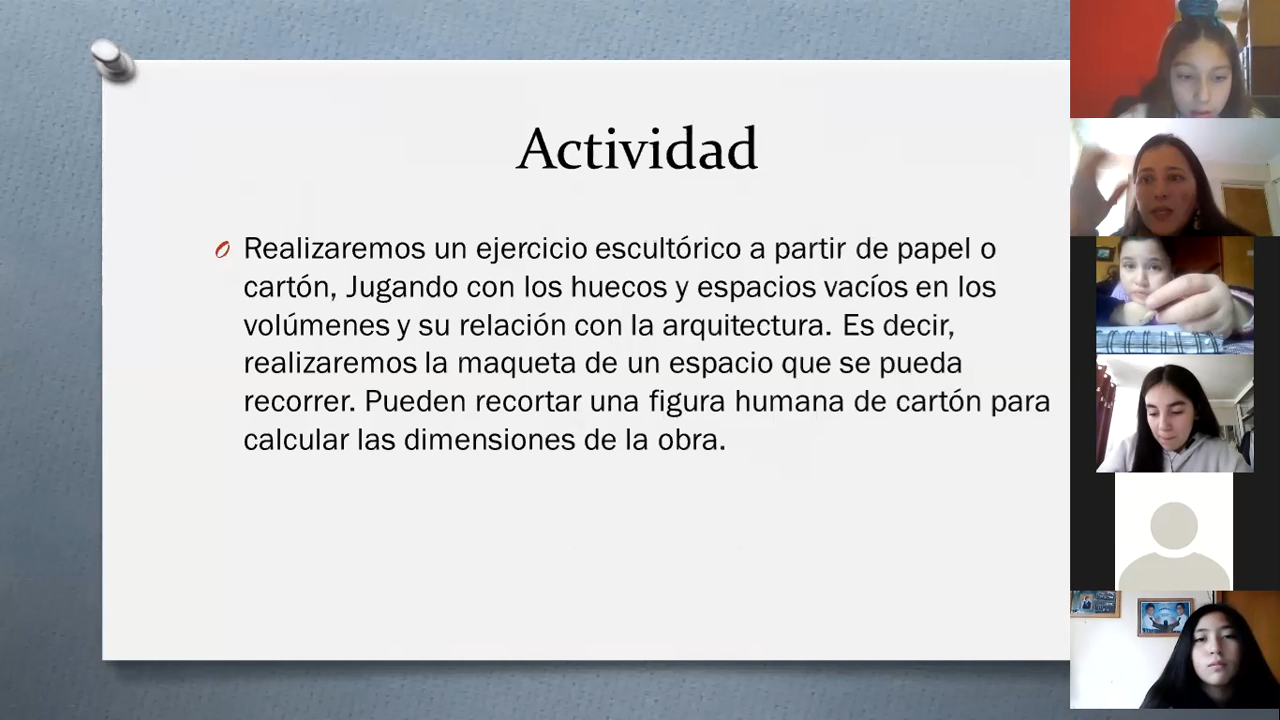 Actividad
Realizaremos un ejercicio escultórico a partir de papel o
cartón, Jugando con los huecos y espacios vacíos en los
volúmenes y su relación con la arquitectura. Es decir,
realizaremos la maqueta de un espacio que se pueda
recorrer. Pueden recortar una figura humana de cartón para
calcular las dimensiones de la obra.